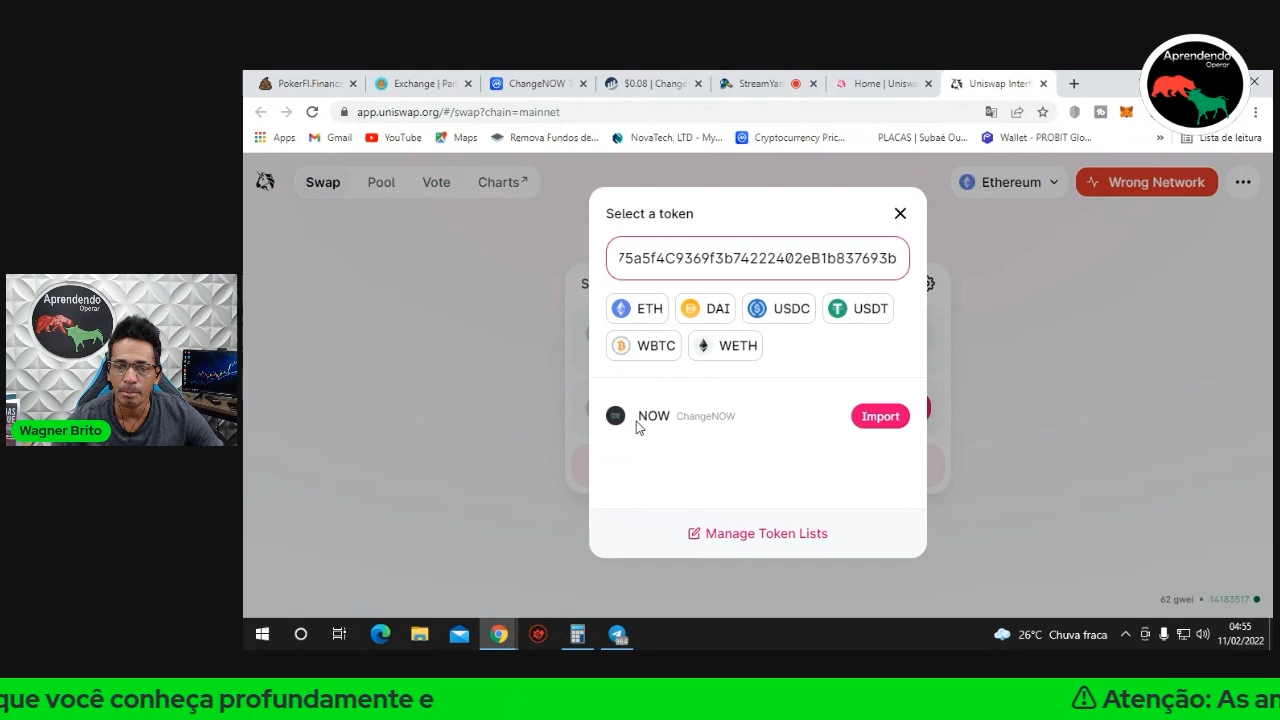 Aprendendo
Operar
PokerFI.Financ
Exchange | Pan
ChangeNOW T
$0.08 | Change
StreamYar
Home | Unisw
Uniswap Interf
app.uniswap.org/#/swap?chain=mainnet
Apps
Gmail
YouTube
Maps
Remova Fundos de...
NovaTech, LTD - My...
Cryptocurrency Pric...
PLACAS | Subaé Ou...
Wallet - PROBIT Glo...
»
Lista de leitura
Swap
Pool
Vote
Charts↗
Ethereum
Wrong Network
Select a token
75a5f4C9369f3b74222402eB1b837693b
ETH
DAI
USDC
USDT
WBTC
WETH
NOW ChangeNOW
Import
Manage Token Lists
62 gwei • 14183517
Aprendendo
Operar
Wagner Brito
964
26°C Chuva fraca
04:55
11/02/2022
que você conheça profundamente e
Atenção: As an